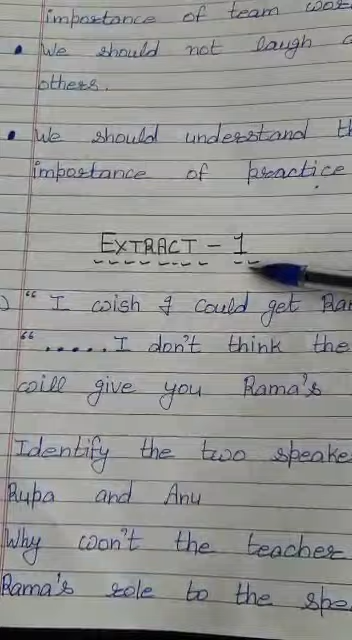 importance of team
• We should not laugh
others.
• We should understand
importance of practice
EXTRACT - 1
" I wish I could get
" ..... I don't think the
will give you Rama's
Identify the two
Rupa and Anu
Why won't the teacher
Rama's role to the